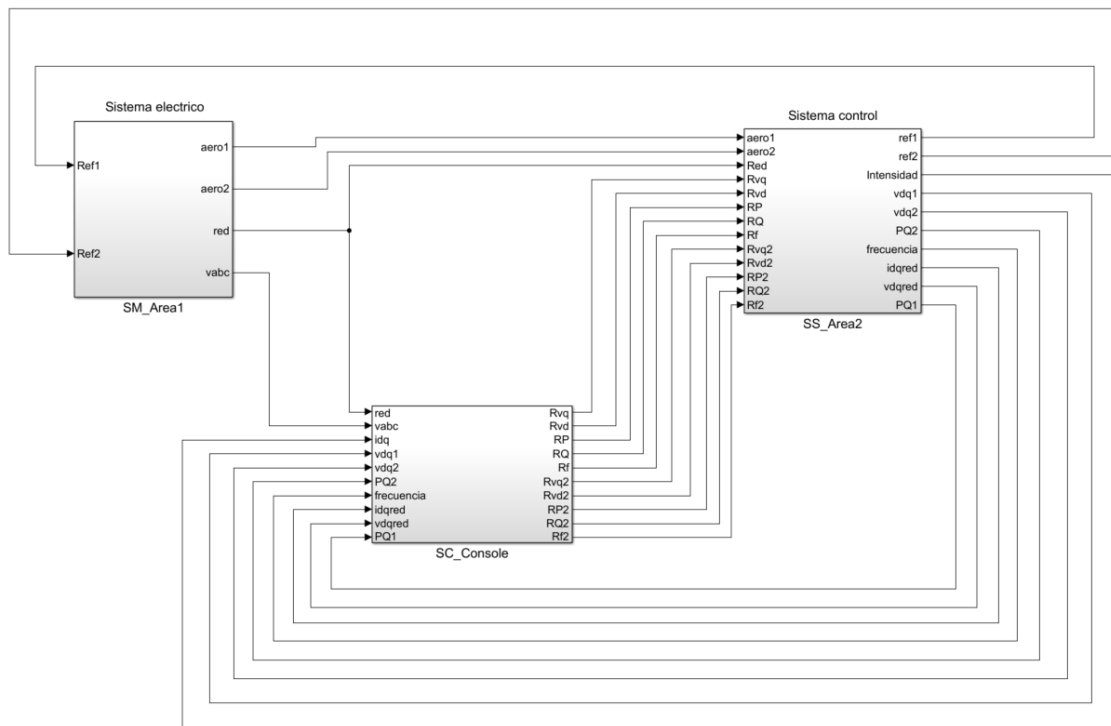 Sistema electrico
Ref1
Ref2
aero1
aero2
red
vabc
SM_Area1
Sistema control
aero1
aero2
Red
Rvq
Rvd
RP
RQ
Rf
Rvq2
Rvd2
RP2
RQ2
Rf2
ref1
ref2
Intensidad
vdq1
vdq2
PQ2
frecuencia
idqred
vdqred
PQ1
SS_Area2
red
vabc
idq
vdq1
vdq2
PQ2
frecuencia
idqred
vdqred
PQ1
Rvq
Rvd
RP
RQ
Rf
Rvq2
Rvd2
RP2
RQ2
Rf2
SC_Console